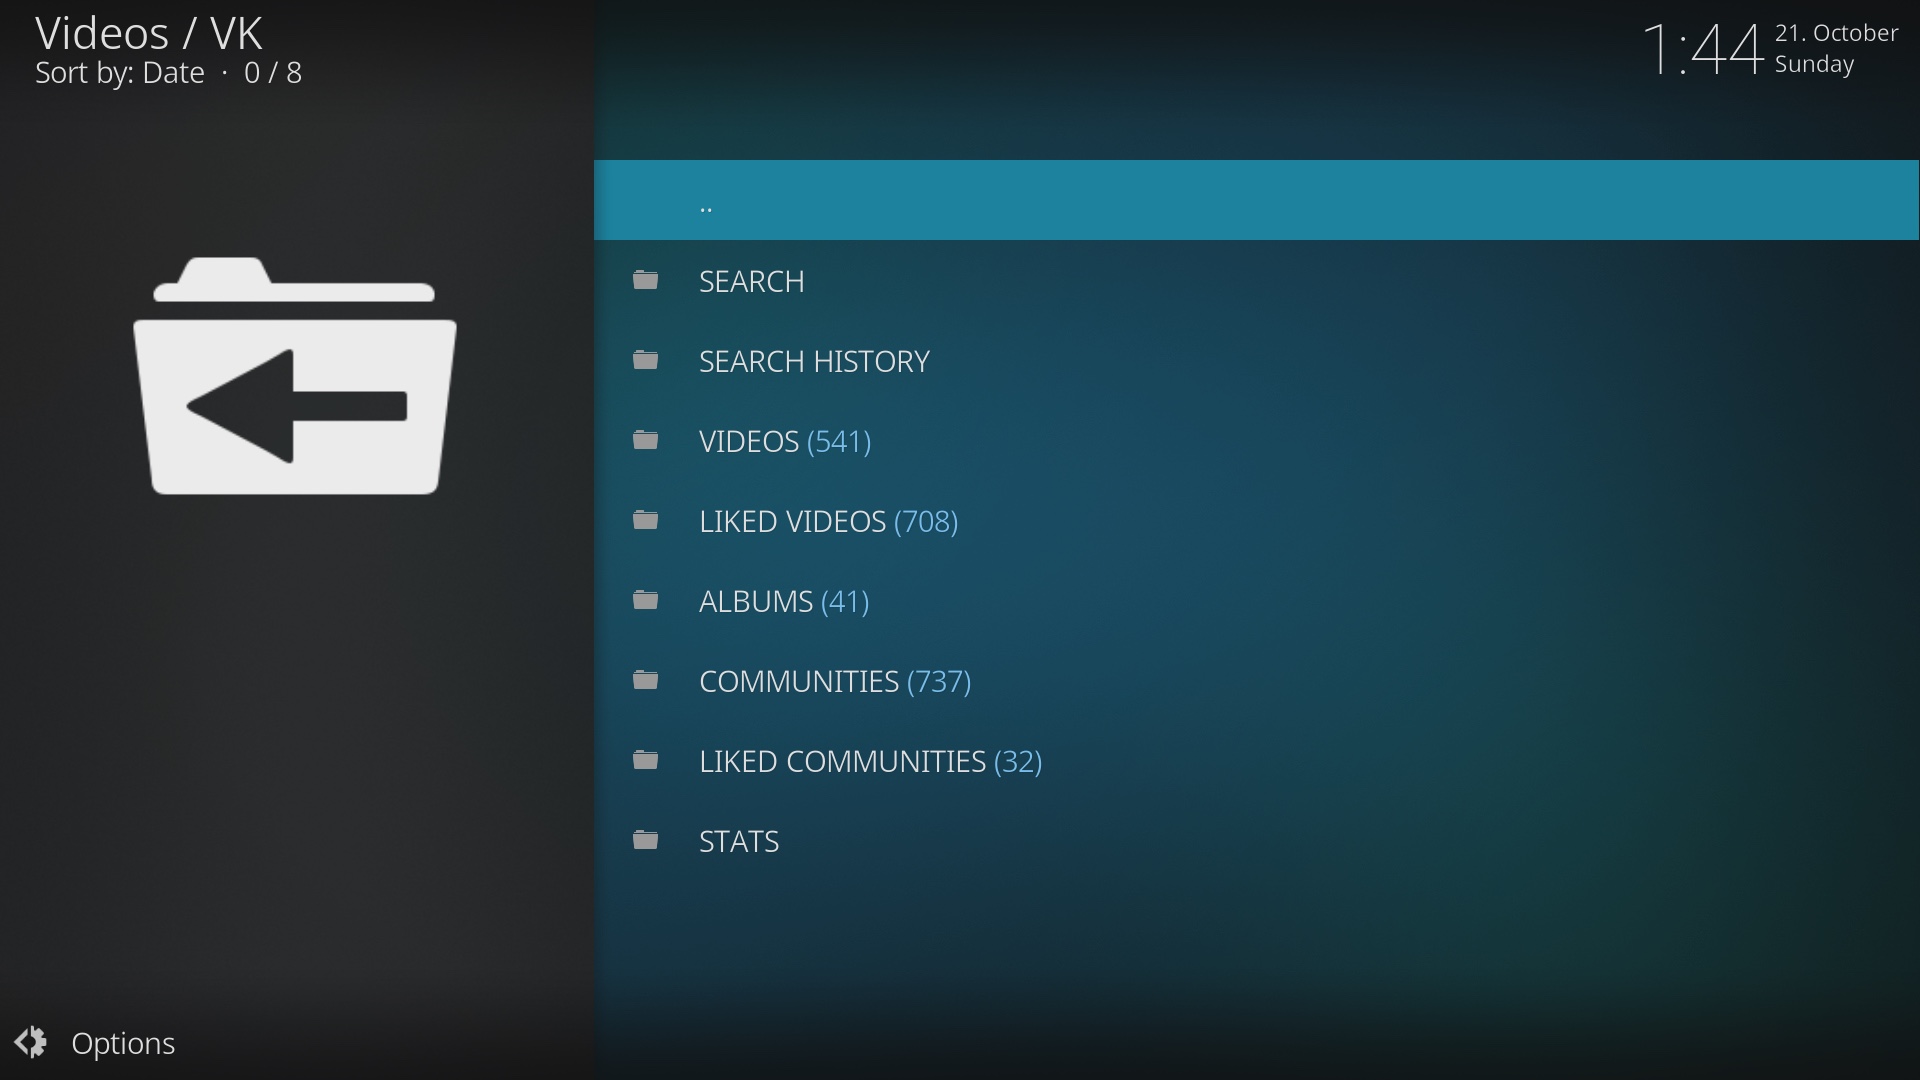 Videos / VK
Sort by: Date · 0 / 8
1:44
21. October
Sunday
..
SEARCH
SEARCH HISTORY
VIDEOS (541)
LIKED VIDEOS (708)
ALBUMS (41)
COMMUNITIES (737)
LIKED COMMUNITIES (32)
STATS
Options